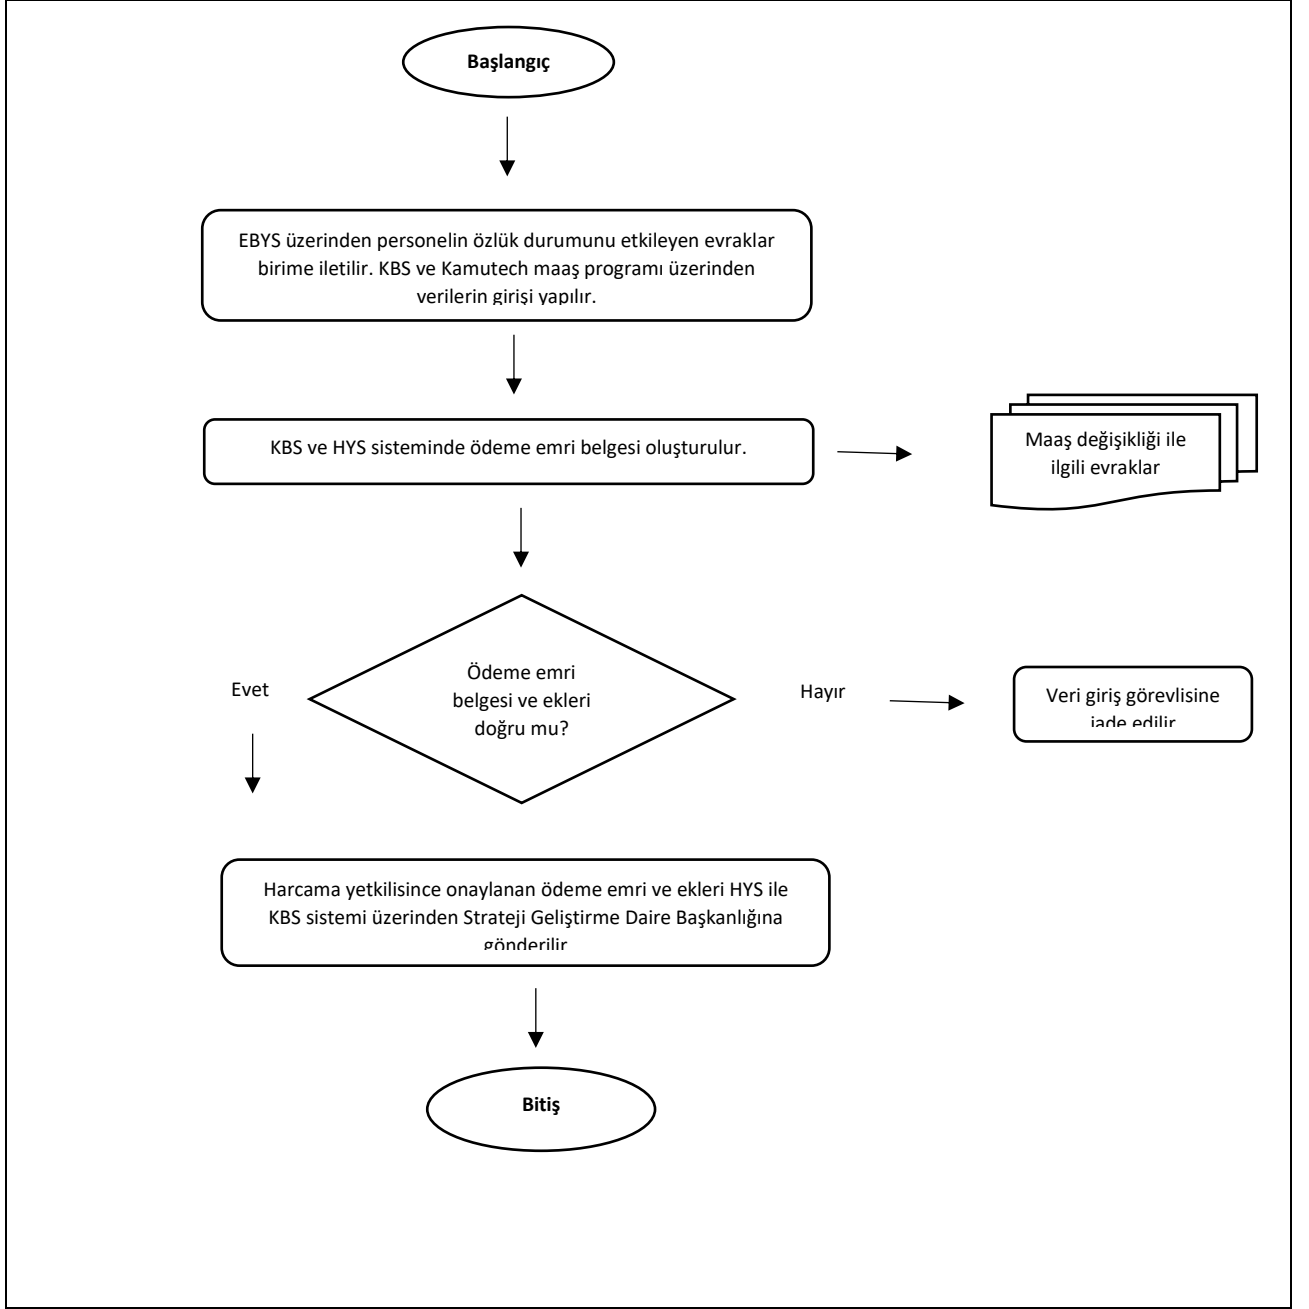 Başlangıç
EBYS üzerinden personelin özlük durumunu etkileyen evraklar
birime iletilir. KBS ve Kamutech maaş programı üzerinden
verilerin girişi yapılır.
KBS ve HYS sisteminde ödeme emri belgesi oluşturulur.
Maaş değişikliği ile
ilgili evraklar
Ödeme emri
belgesi ve ekleri
doğru mu?
Evet
Hayır
Veri giriş görevlisine
iade edilir
Harcama yetkilisince onaylanan ödeme emri ve ekleri HYS ile
KBS sistemi üzerinden Strateji Geliştirme Daire Başkanlığına
gönderilir
Bitiş